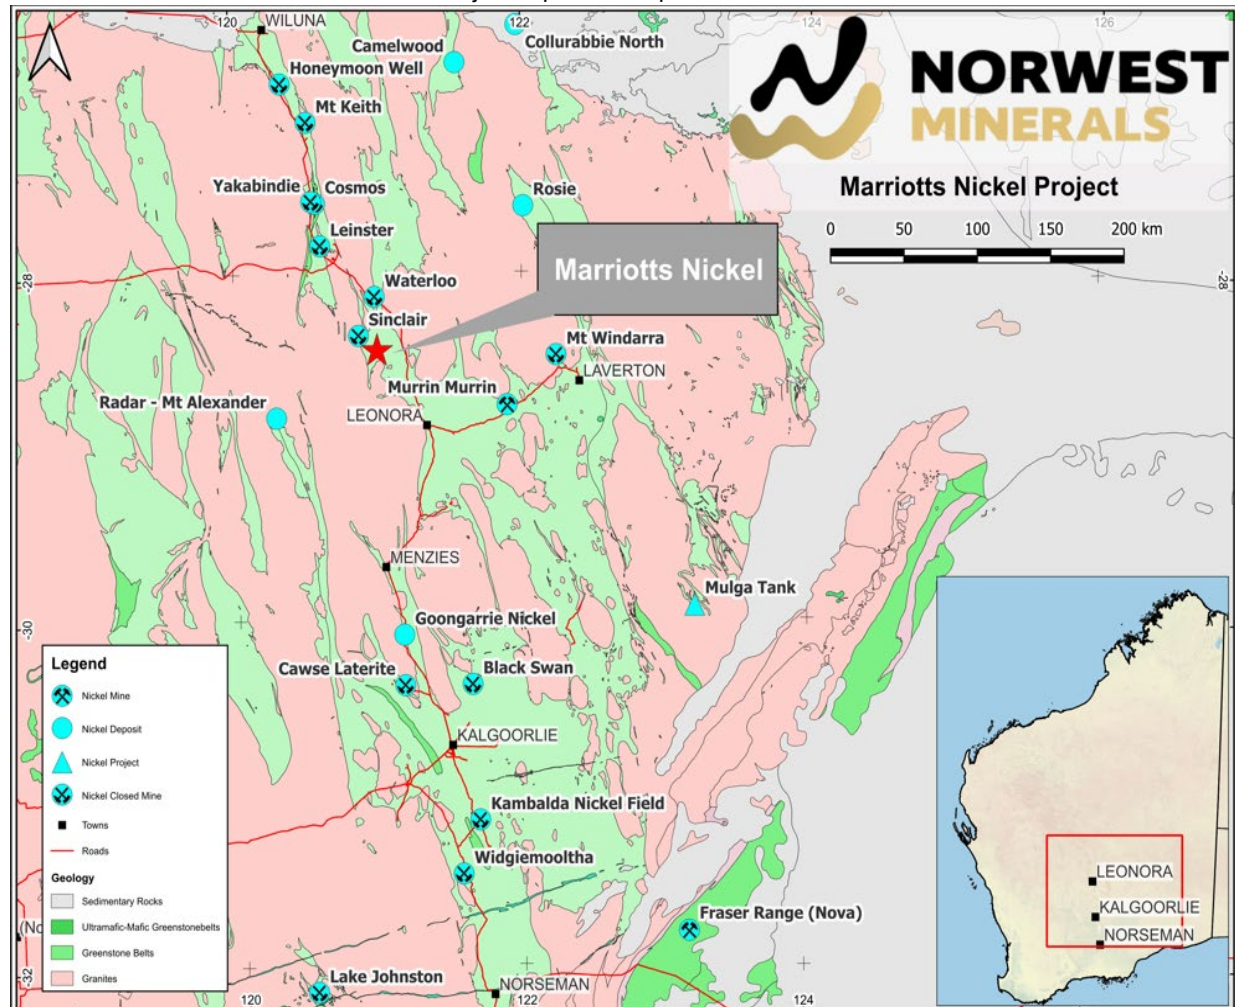 120
WILUNA
122
124
126
Camelwood
Collurabbie North
Honeymoon Well
Mt Keith
NORWEST
MINERALS
Marriotts Nickel Project
0 50 100 150 200 km
Yakabindie
Cosmos
Rosie
Leinster
-28
Waterloo
Marriotts Nickel
-28
Sinclair
Mt Windarra
LAVERTON
Murrin Murrin
Radar - Mt Alexander
LEONORA
MENZIES
Mulga Tank
Goongarrie Nickel
-30
Cawse Laterite
Black Swan
KALGOORLIE
Kambalda Nickel Field
Widgiemooltha
Fraser Range (Nova)
-32
Lake Johnston
NORSEMAN
120
122
124
Legend
Nickel Mine
Nickel Deposit
Nickel Project
Nickel Closed Mine
Towns
Roads
Geology
Sedimentary Rocks
Ultramafic-Mafic Greenstonebelts
Greenstone Belts
Granites
LEONORA
KALGOORLIE
NORSEMAN